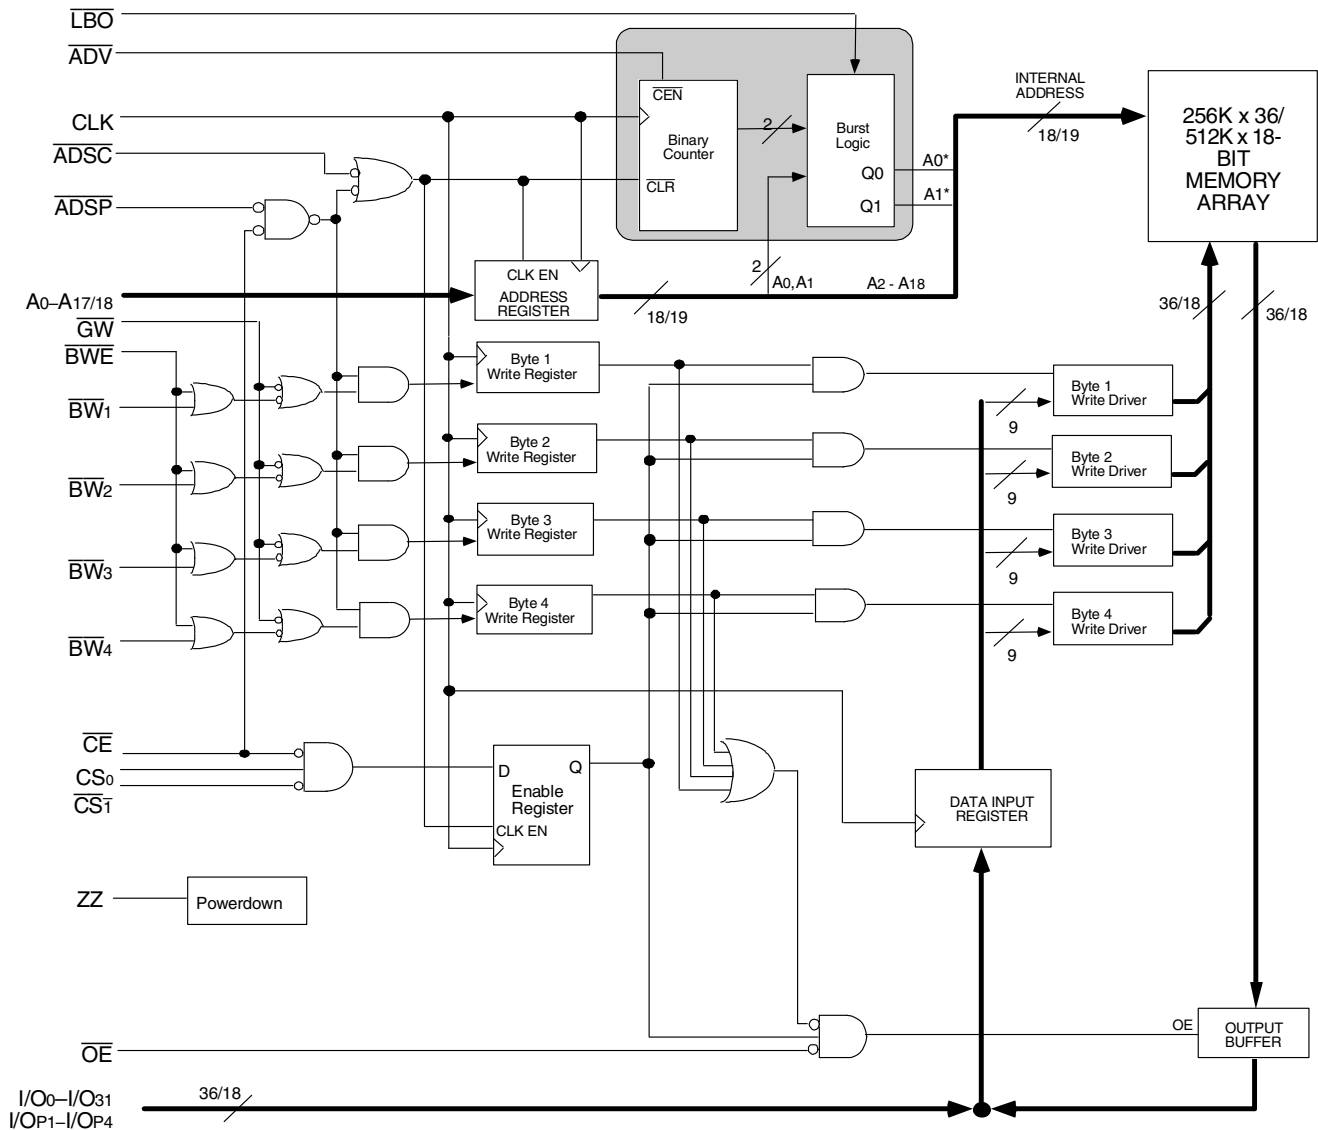 LBO
ADV
CLK
ADSC
ADSP
A0–A17/18
GW
BWE
BW1
BW2
BW3
BW4
CE
CS0
CS1
ZZ
OE
I/O0–I/O31
I/OP1–I/OP4
36/18
CEN
Binary
Counter
CLR
2
Burst
Logic
Q0
Q1
A0*
A1*
2
A0,A1
A2 - A18
INTERNAL
ADDRESS
18/19
256K x 36/
512K x 18-
BIT
MEMORY
ARRAY
CLK EN
ADDRESS
REGISTER
18/19
36/18
36/18
Byte 1
Write Register
Byte 2
Write Register
Byte 3
Write Register
Byte 4
Write Register
Byte 1
Write Driver
9
Byte 2
Write Driver
9
Byte 3
Write Driver
9
Byte 4
Write Driver
9
D
Q
Enable
Register
CLK EN
DATA INPUT
REGISTER
Powerdown
OE
OUTPUT
BUFFER